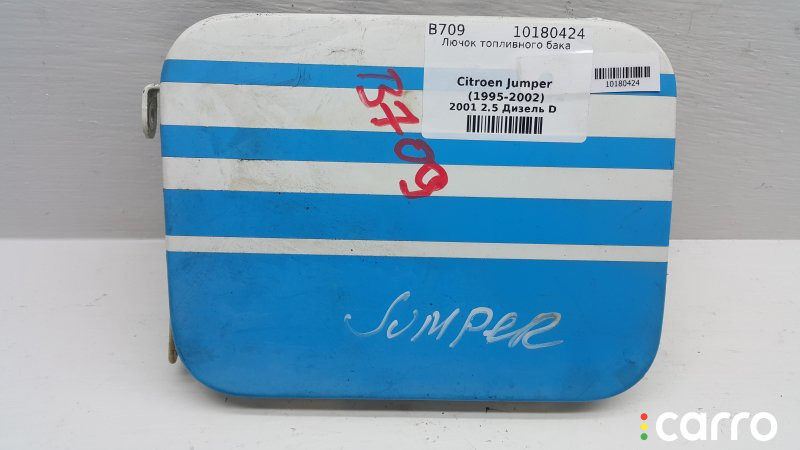 B709 10180424
Лючок топливного бака
Citroen Jumper
(1995-2002)
2001 2.5 Дизель D
10180424
B709
JUMPER
carro